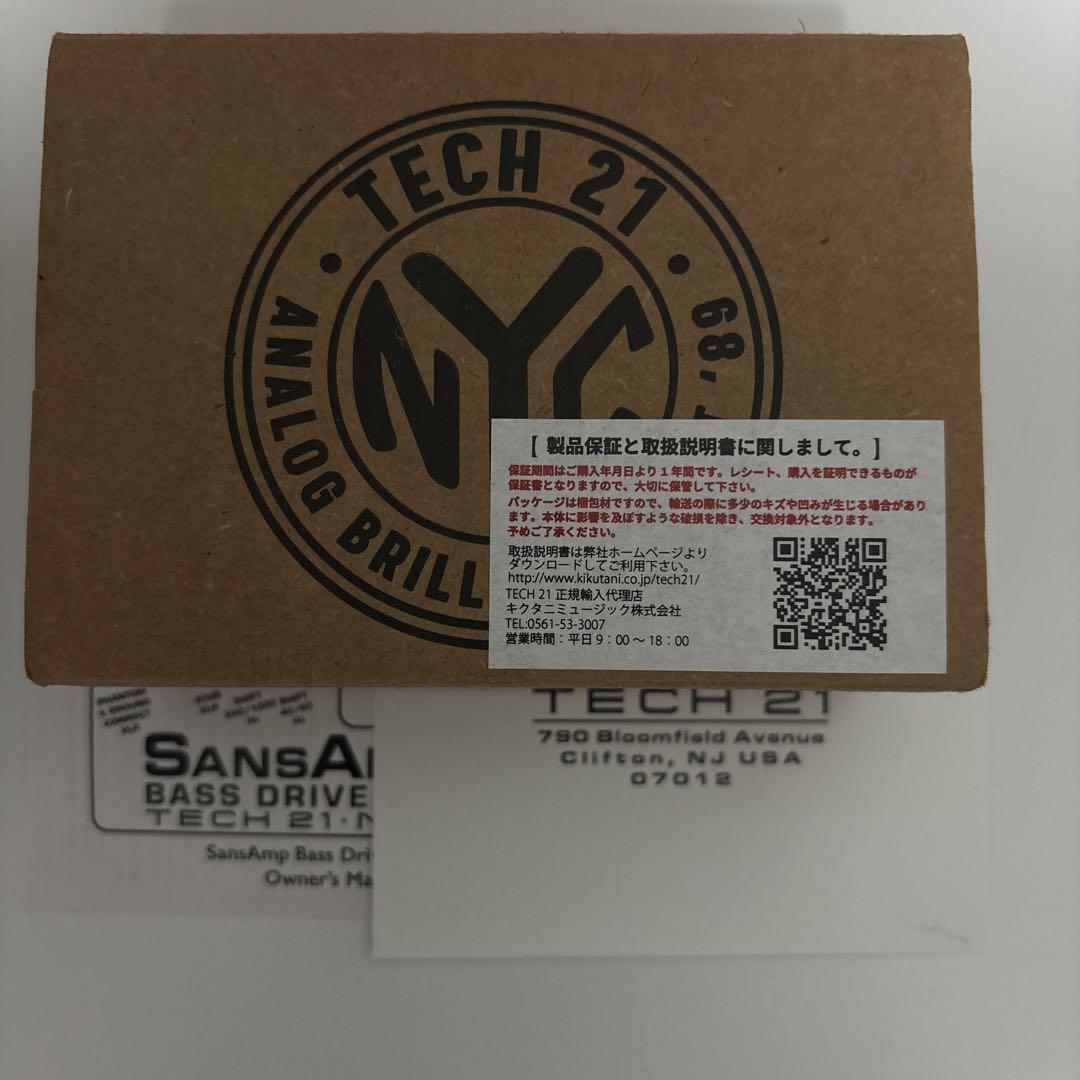 TECH 21
68,
ANALOG BRILL
NYC
【 製品保証と取扱説明書に関しまして。】
保証期間はご購入年月日より1年間です。レシート、購入を証明できるものが
保証書となりますので、大切に保管して下さい。
パッケージは梱包材ですので、輸送の際に多少のキズや凹みが生じる場合があり
ます。本体に影響を及ぼすような破損を除き、交換対象外となります。
予めご了承ください。
取扱説明書は弊社ホームページより
ダウンロードしてご利用下さい。
http://www.kikutani.co.jp/tech21/
TECH 21 正規輸入代理店
キクタニミュージック株式会社
TEL:0561-53-3007
営業時間：平日 9：00 〜 18：00
PHANTOM
& GROUND
CONNECT
XLR
XLR
SHIFT
500/1000
SHIFT
40/80
SANSA
BASS DRIVE
TECH 21·N
SansAmp Bass Dri
Owner's Ma
TECH 21
790 Bloomfield Avenue
Clifton, NJ USA
07012